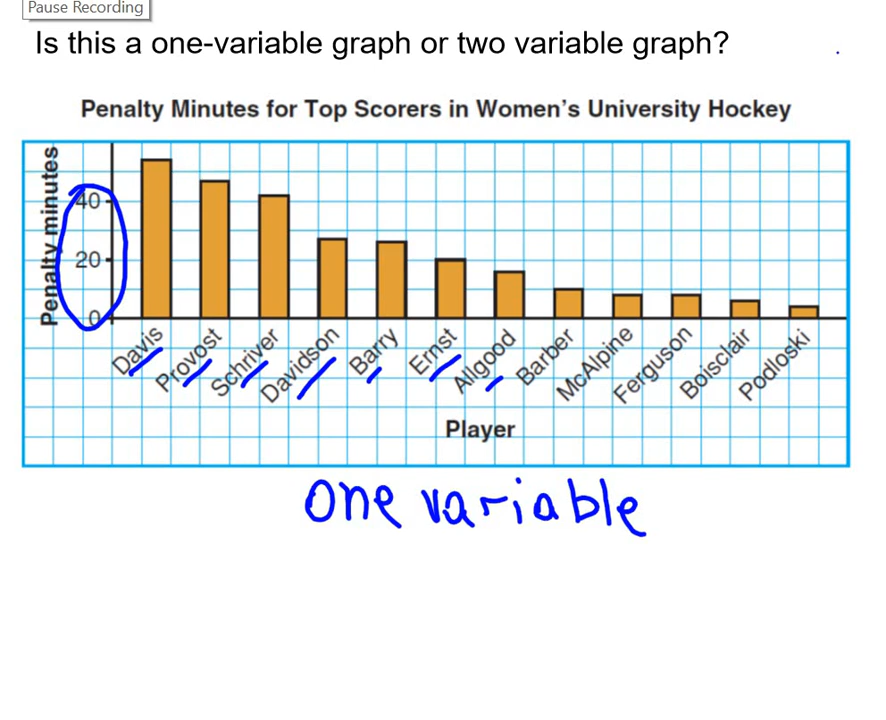 Pause Recording
Is this a one-variable graph or two variable graph?
Penalty Minutes for Top Scorers in Women's University Hockey
Penalty minutes
40
20
0
Davis
Provost
Schriver
Davidson
Barry
Ernst
Allgood
Barber
McAlpine
Ferguson
Boisclair
Podloski
Player
one variable